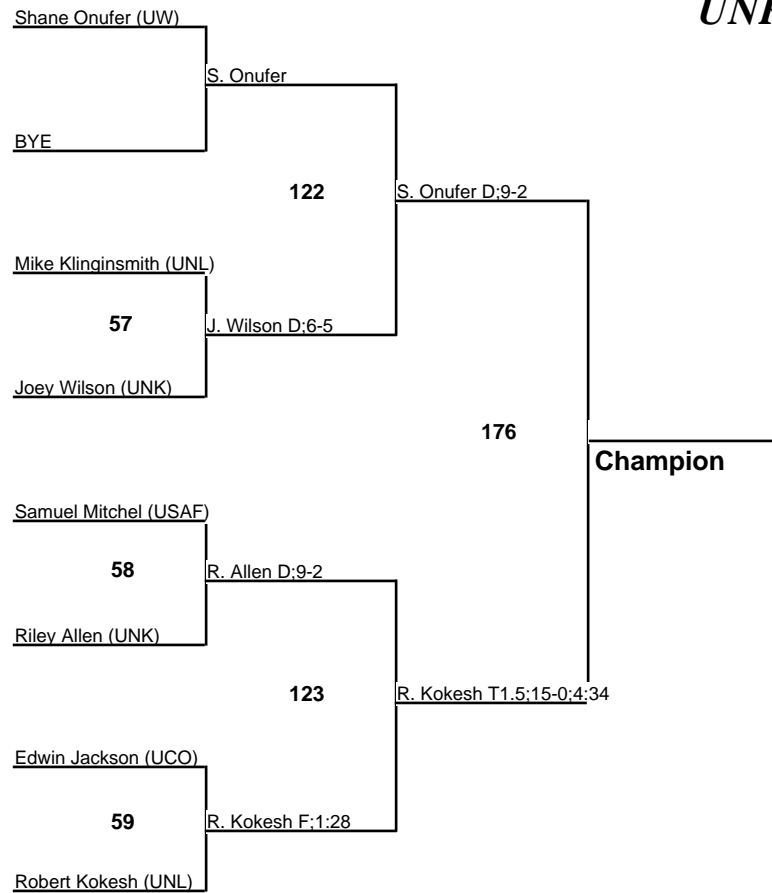 Shane Onufer (UW)
S. Onufer
BYE
122
S. Onufer D;9-2
Mike Klinginsmith (UNL)
57
J. Wilson D;6-5
Joey Wilson (UNK)
176
Champion
Samuel Mitchel (USAF)
58
R. Allen D;9-2
Riley Allen (UNK)
123
R. Kokesh T1.5;15-0;4:34
Edwin Jackson (UCO)
59
R. Kokesh F;1:28
Robert Kokesh (UNL)